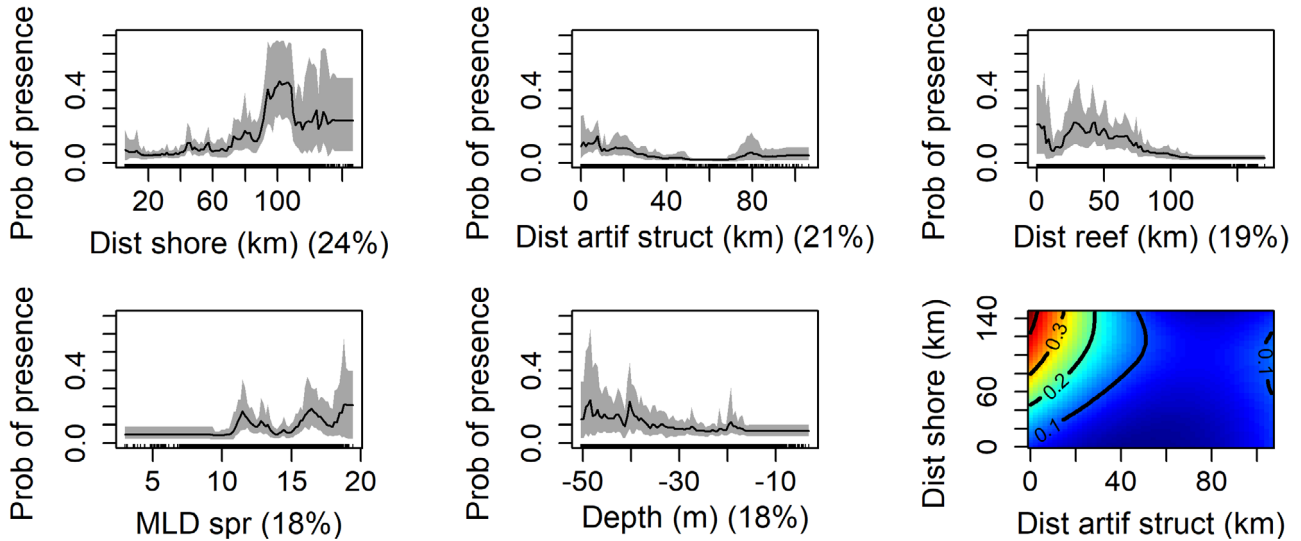 Prob of presence
0.0 0.4
20 60 100
Dist shore (km) (24%)
Prob of presence
0.0 0.4
0 40 80
Dist artif struct (km) (21%)
Prob of presence
0.0 0.4
0 50 100
Dist reef (km) (19%)
Prob of presence
0.0 0.4
5 10 15 20
MLD spr (18%)
Prob of presence
0.0 0.4
-50 -30 -10
Depth (m) (18%)
Dist shore (km)
0 60 140
0.3
0.2
0.1
0.1
0 40 80
Dist artif struct (km)